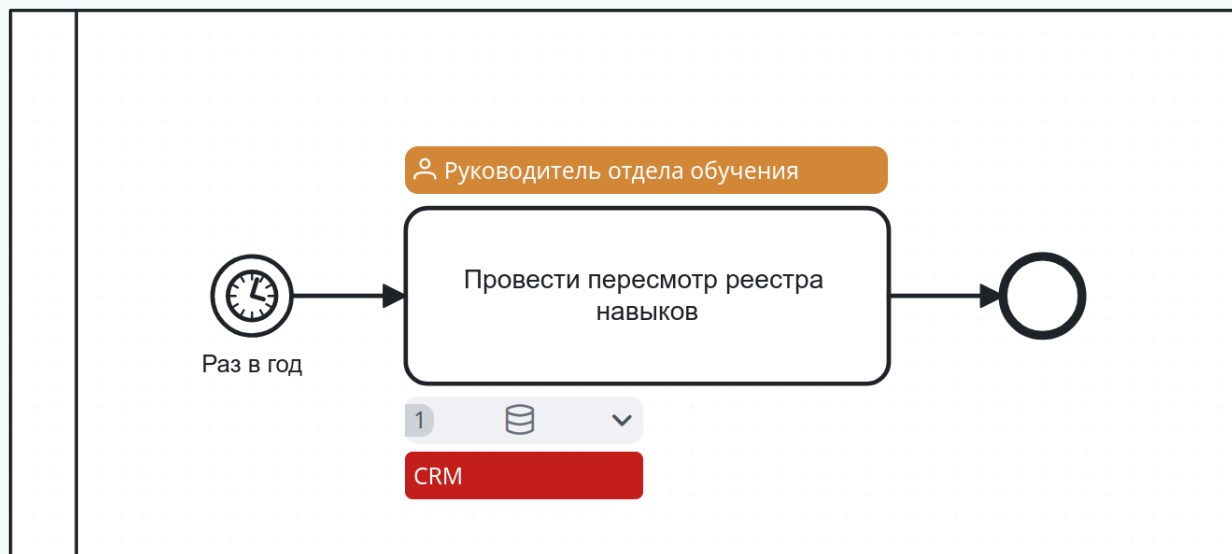 Руководитель отдела обучения
Провести пересмотр реестра
навыков
Раз в год
1
CRM